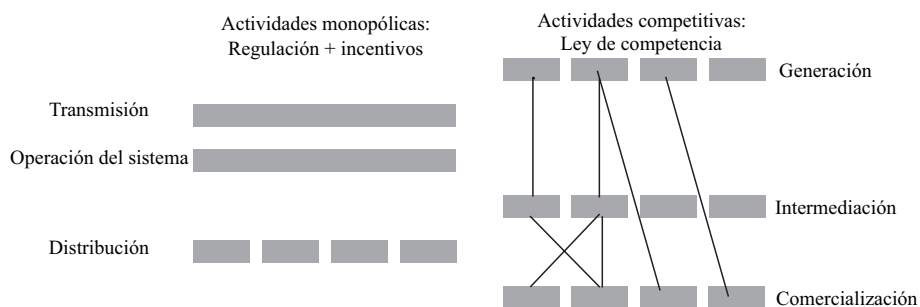 Actividades monopólicas:
Regulación + incentivos
Transmisión
Operación del sistema
Distribución
Actividades competitivas:
Ley de competencia
Generación
Intermediación
Comercialización